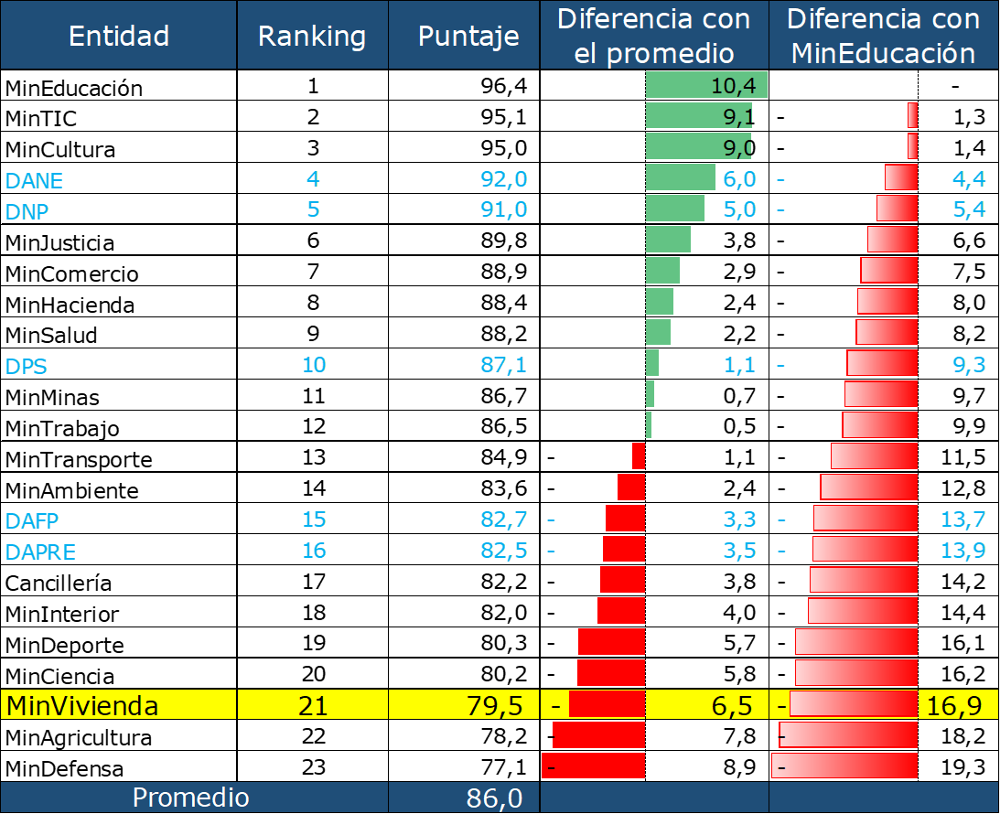 Entidad Ranking Puntaje Diferencia con el promedio Diferencia con MinEducación
MinEducación 1 96,4 10,4 -
MinTIC 2 95,1 9,1 - 1,3
MinCultura 3 95,0 9,0 - 1,4
DANE 4 92,0 6,0 - 4,4
DNP 5 91,0 5,0 - 5,4
MinJusticia 6 89,8 3,8 - 6,6
MinComercio 7 88,9 2,9 - 7,5
MinHacienda 8 88,4 2,4 - 8,0
MinSalud 9 88,2 2,2 - 8,2
DPS 10 87,1 1,1 - 9,3
MinMinas 11 86,7 0,7 - 9,7
MinTrabajo 12 86,5 0,5 - 9,9
MinTransporte 13 84,9 - 1,1 - 11,5
MinAmbiente 14 83,6 - 2,4 - 12,8
DAFP 15 82,7 - 3,3 - 13,7
DAPRE 16 82,5 - 3,5 - 13,9
Cancillería 17 82,2 - 3,8 - 14,2
MinInterior 18 82,0 - 4,0 - 14,4
MinDeporte 19 80,3 - 5,7 - 16,1
MinCiencia 20 80,2 - 5,8 - 16,2
MinVivienda 21 79,5 - 6,5 - 16,9
MinAgricultura 22 78,2 - 7,8 - 18,2
MinDefensa 23 77,1 - 8,9 - 19,3
Promedio 86,0